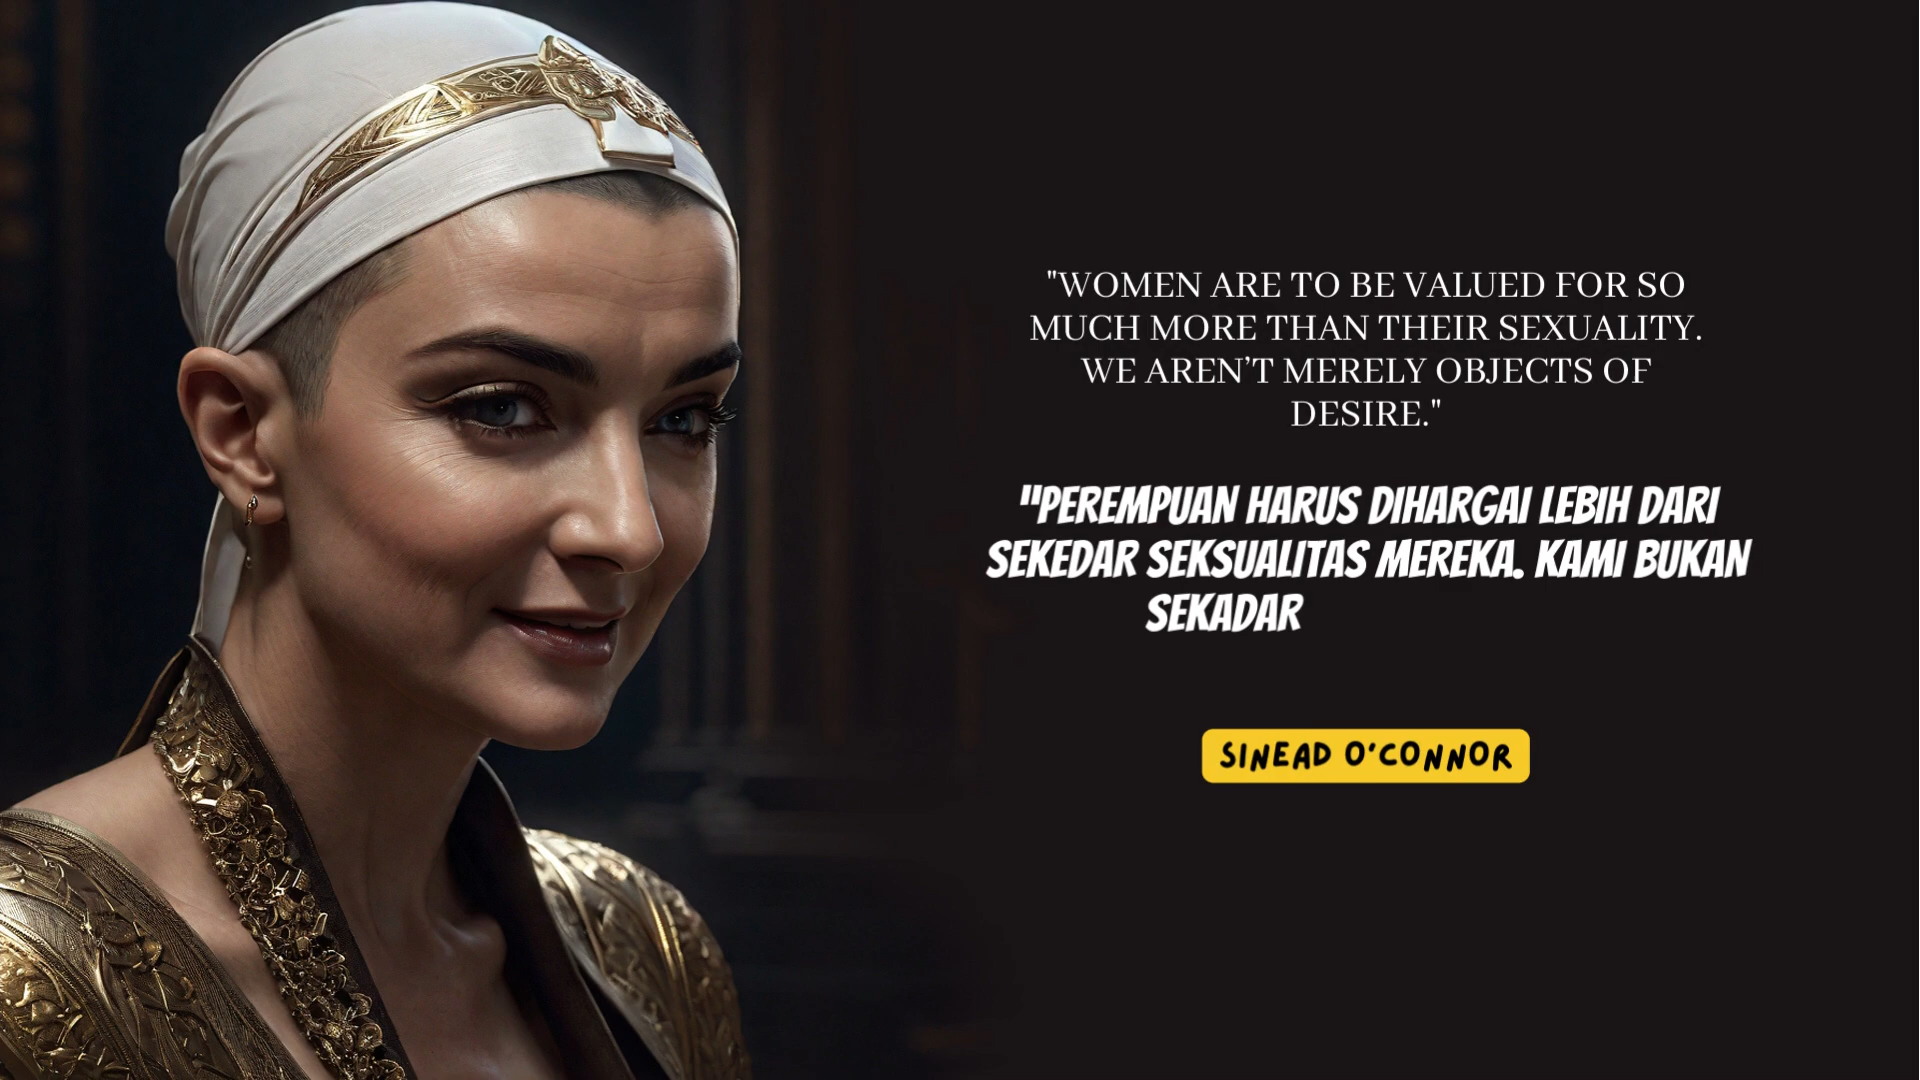 "WOMEN ARE TO BE VALUED FOR SO
MUCH MORE THAN THEIR SEXUALITY.
WE AREN'T MERELY OBJECTS OF
DESIRE."
"PEREMPUAN HARUS DIHARGAI LEBIH DARI
SEKEDAR SEKSUALITAS MEREKA. KAMI BUKAN
SEKADAR
SINEAD O'CONNOR